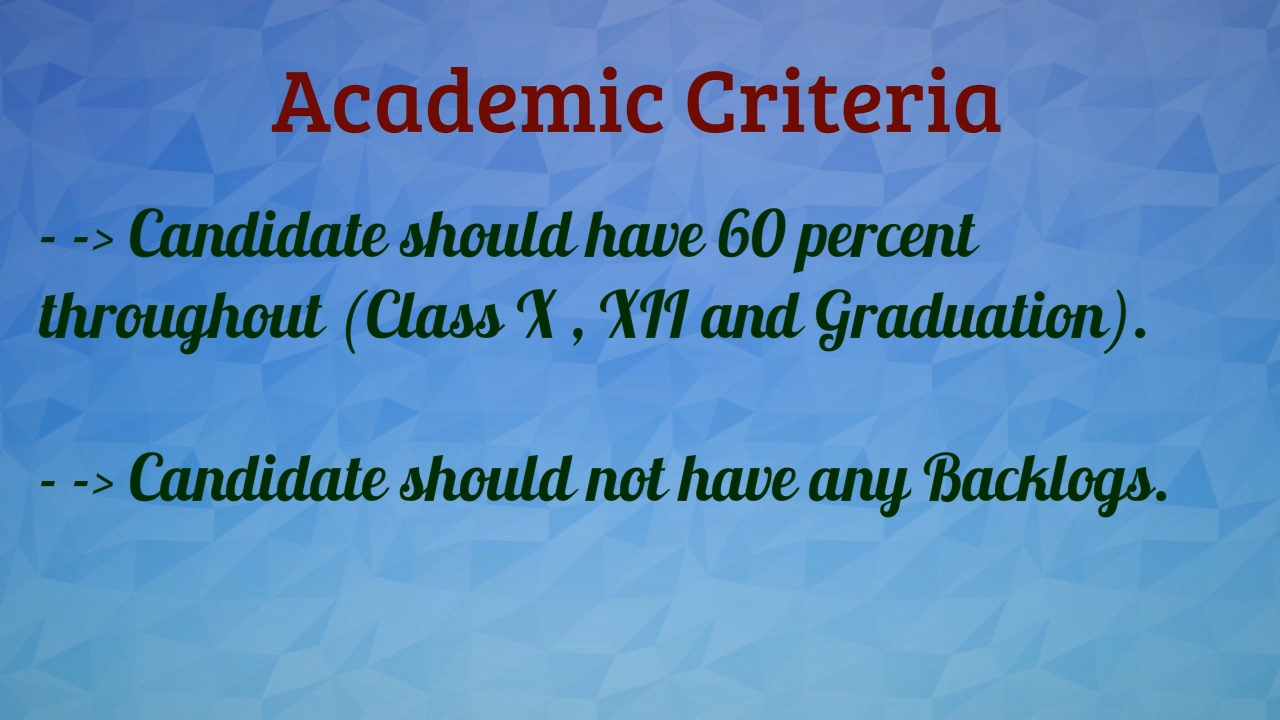 Academic Criteria
- -> Candidate should have 60 percent
throughout (Class X , XII and Graduation).
- -> Candidate should not have any Backlogs.